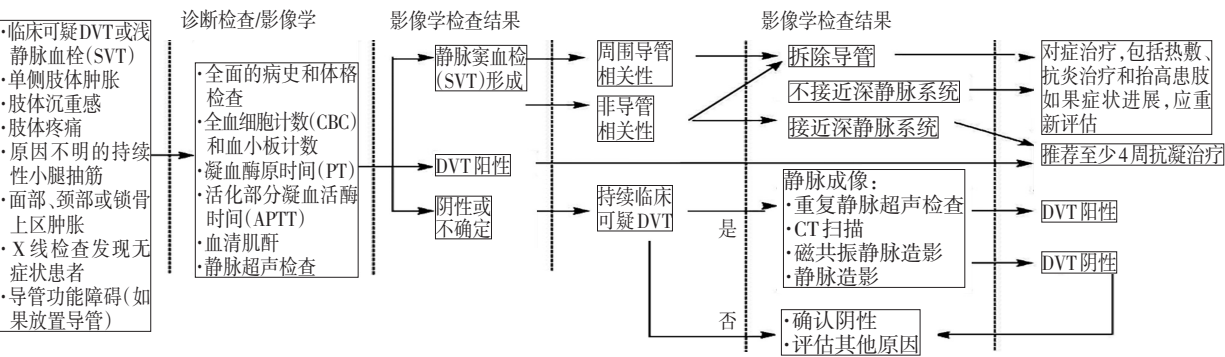 诊断检查/影像学
影像学检查结果
影像学检查结果
·临床可疑DVT或浅
静脉血栓(SVT)
·单侧肢体肿胀
·肢体沉重感
·肢体疼痛
·原因不明的持续
性小腿抽筋
·面部、颈部或锁骨
上区肿胀
·X线检查发现无
症状患者
·导管功能障碍(如
果放置导管)
·全面的病史和体格
检查
·全血细胞计数(CBC)
和血小板计数
·凝血酶原时间(PT)
·活化部分凝血活酶
时间(APTT)
·血清肌酐
·静脉超声检查
静脉窦血检
(SVT)形成
DVT阳性
阴性或
不确定
周围导管
相关性
非导管
相关性
持续临床
可疑DVT
是
否
拆除导管
不接近深静脉系统
接近深静脉系统
静脉成像:
·重复静脉超声检查
·CT扫描
·磁共振静脉造影
·静脉造影
·确认阴性
·评估其他原因
对症治疗,包括热敷、
抗炎治疗和抬高患肢
如果症状进展,应重
新评估
推荐至少4周抗凝治疗
DVT阳性
DVT阴性